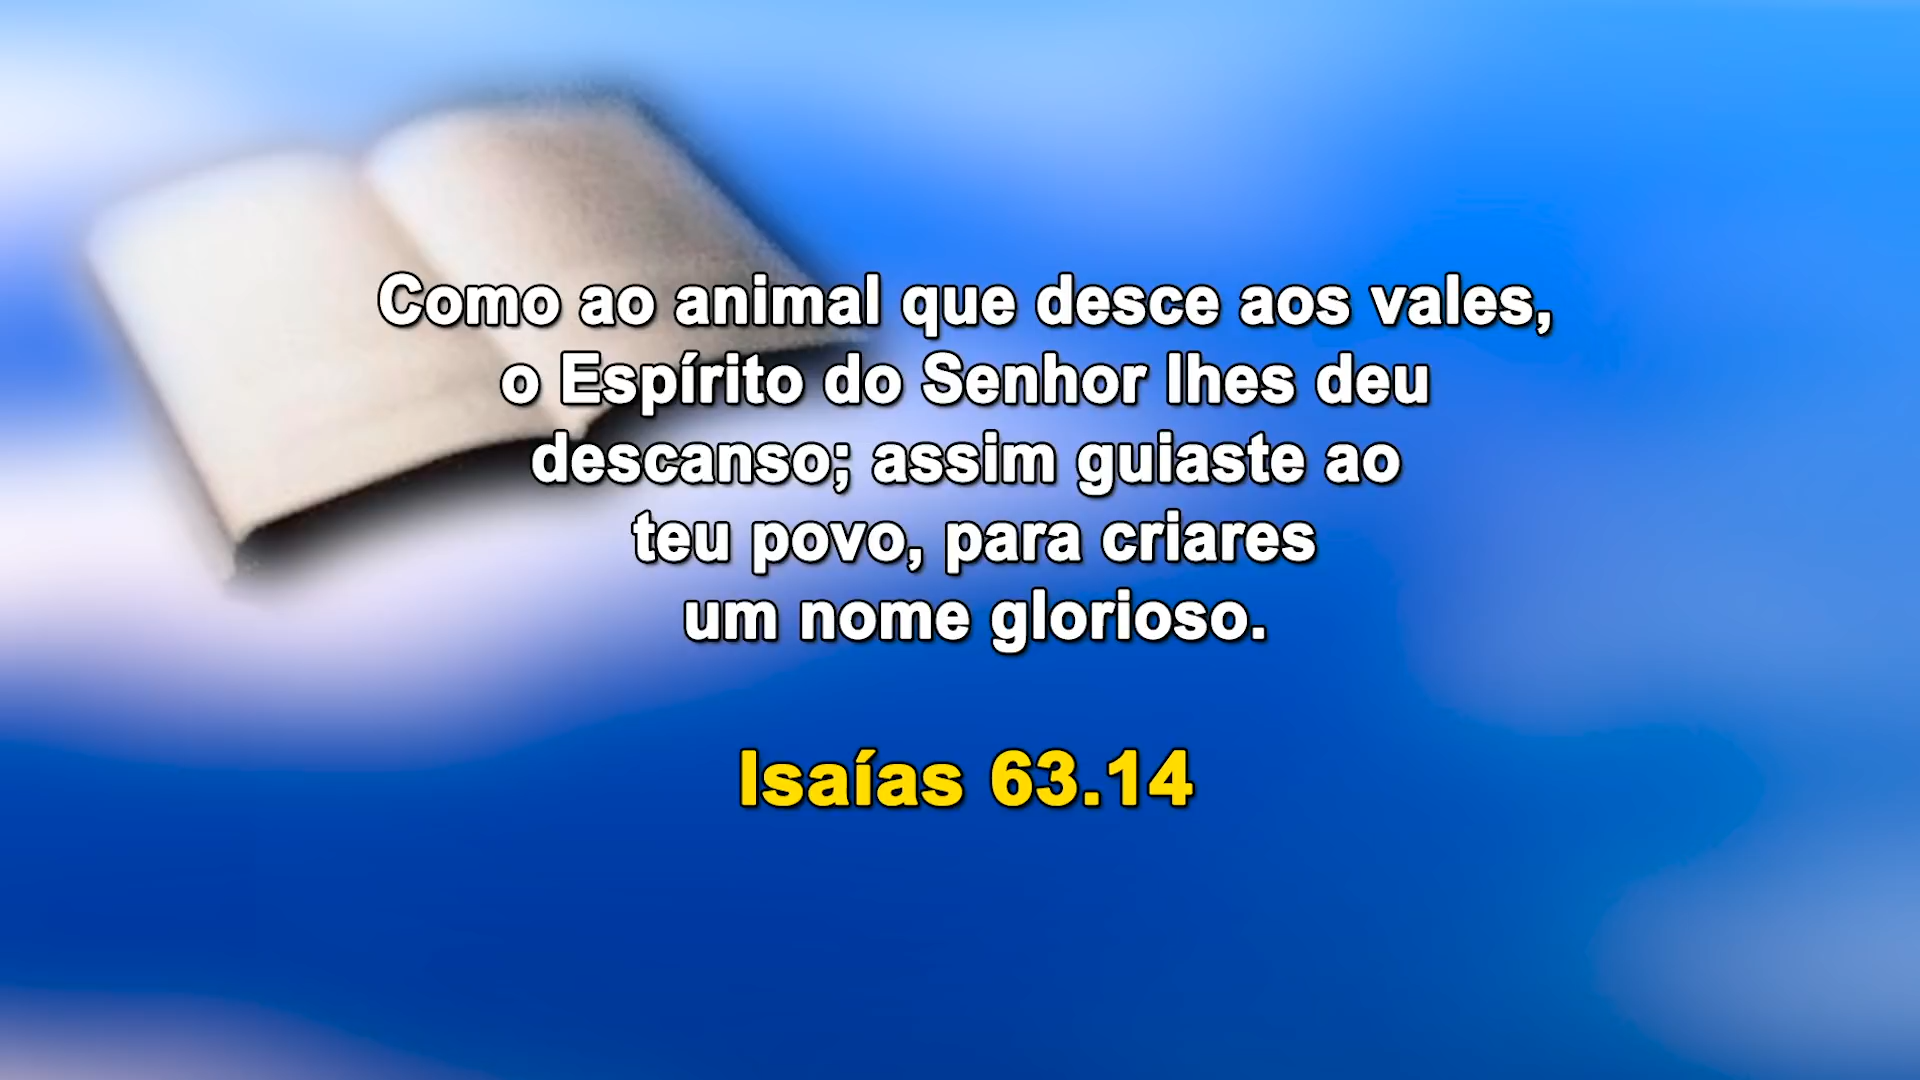 Como ao animal que desce aos vales,
o Espírito do Senhor lhes deu
descanso; assim guiaste ao
teu povo, para criares
um nome glorioso.
Isaías 63.14